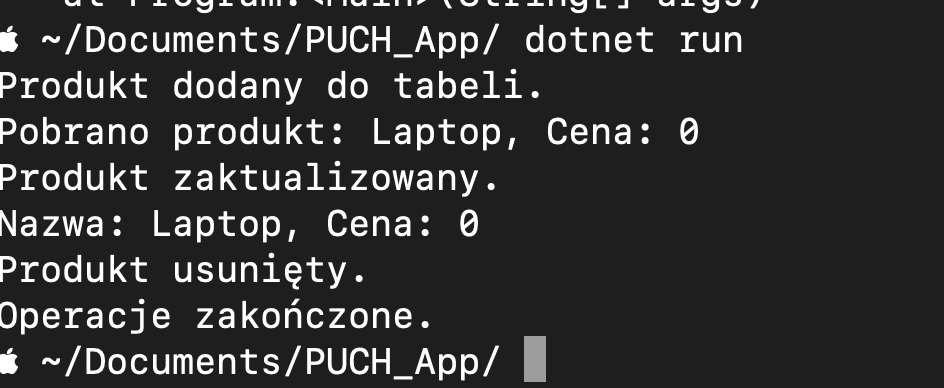 at Program.<Main>(String[] args)
~/Documents/PUCH_App/ dotnet run
Produkt dodany do tabeli.
Pobrano produkt: Laptop, Cena: 0
Produkt zaktualizowany.
Nazwa: Laptop, Cena: 0
Produkt usunięty.
Operacje zakończone.
~/Documents/PUCH_App/